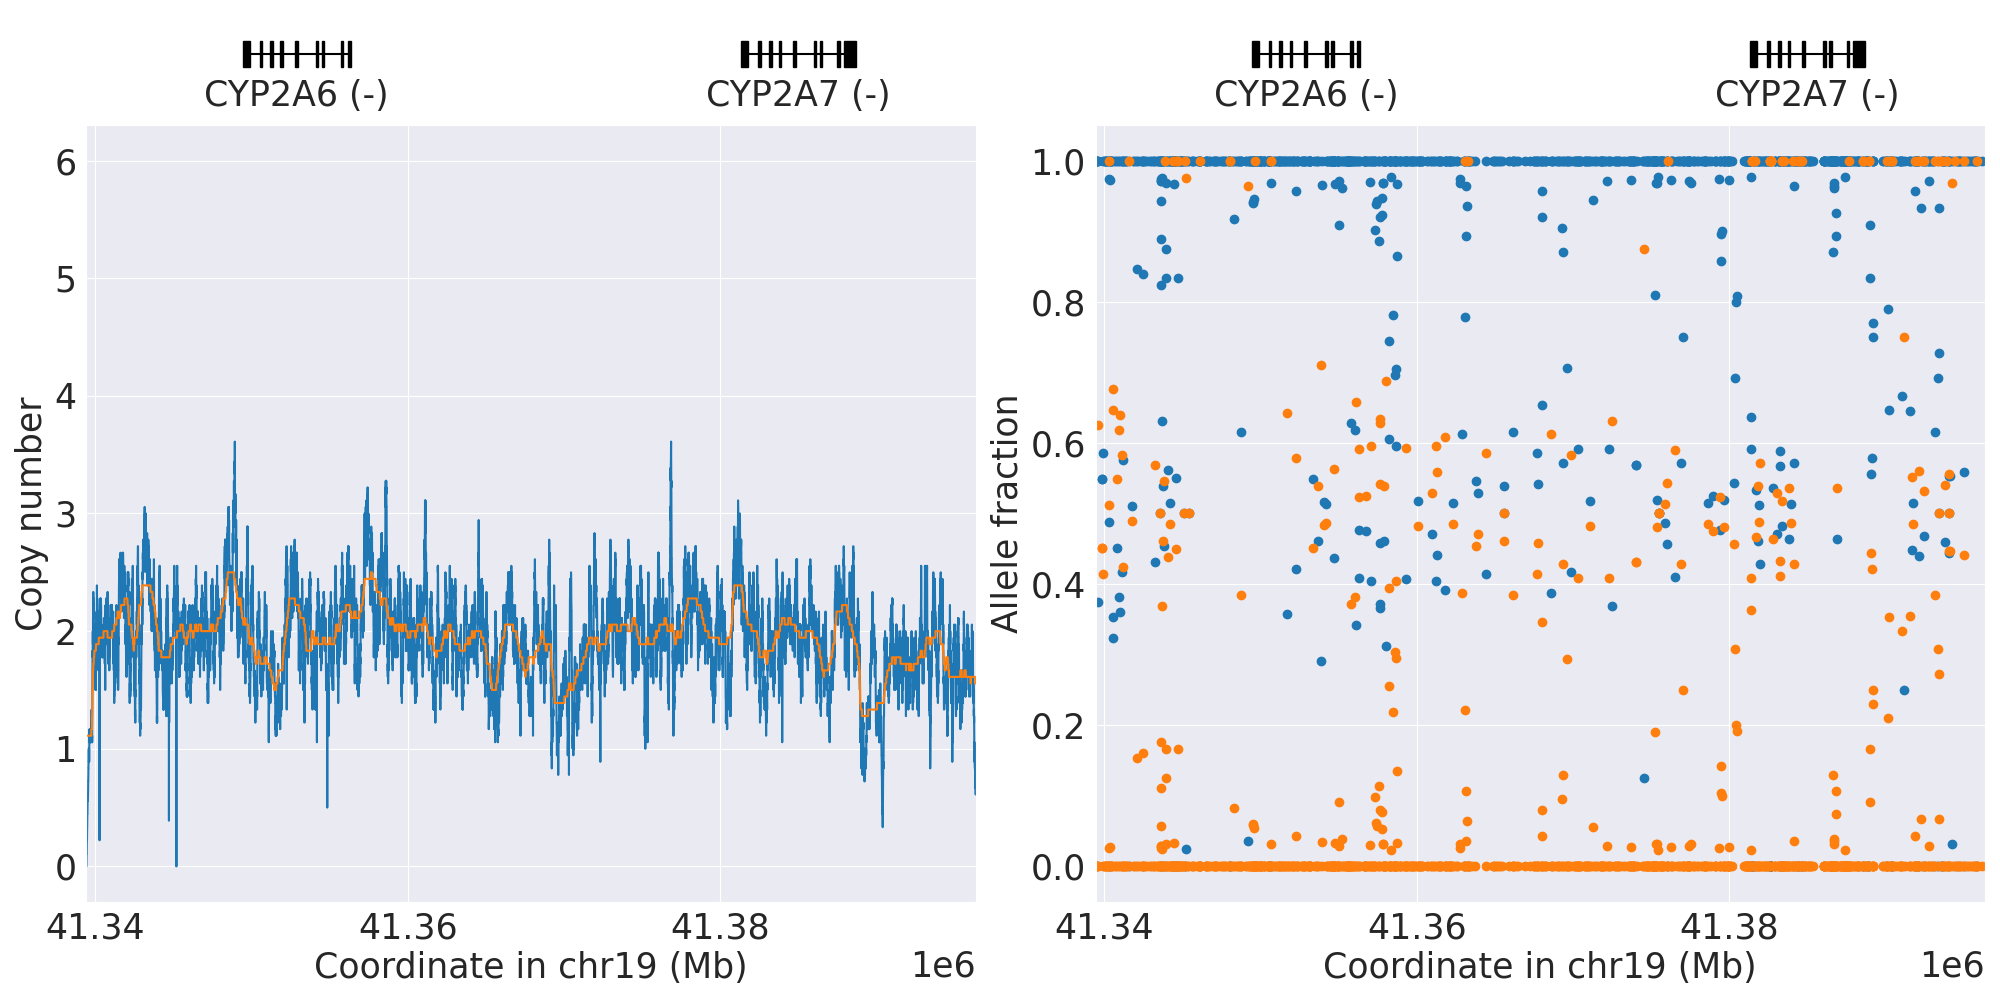 CYP2A6 (-)
CYP2A7 (-)
6
5
4
3
2
1
0
Copy number
41.34
41.36
41.38
Coordinate in chr19 (Mb)
1e6
CYP2A6 (-)
CYP2A7 (-)
1.0
0.8
0.6
0.4
0.2
0.0
Allele fraction
41.34
41.36
41.38
Coordinate in chr19 (Mb)
1e6